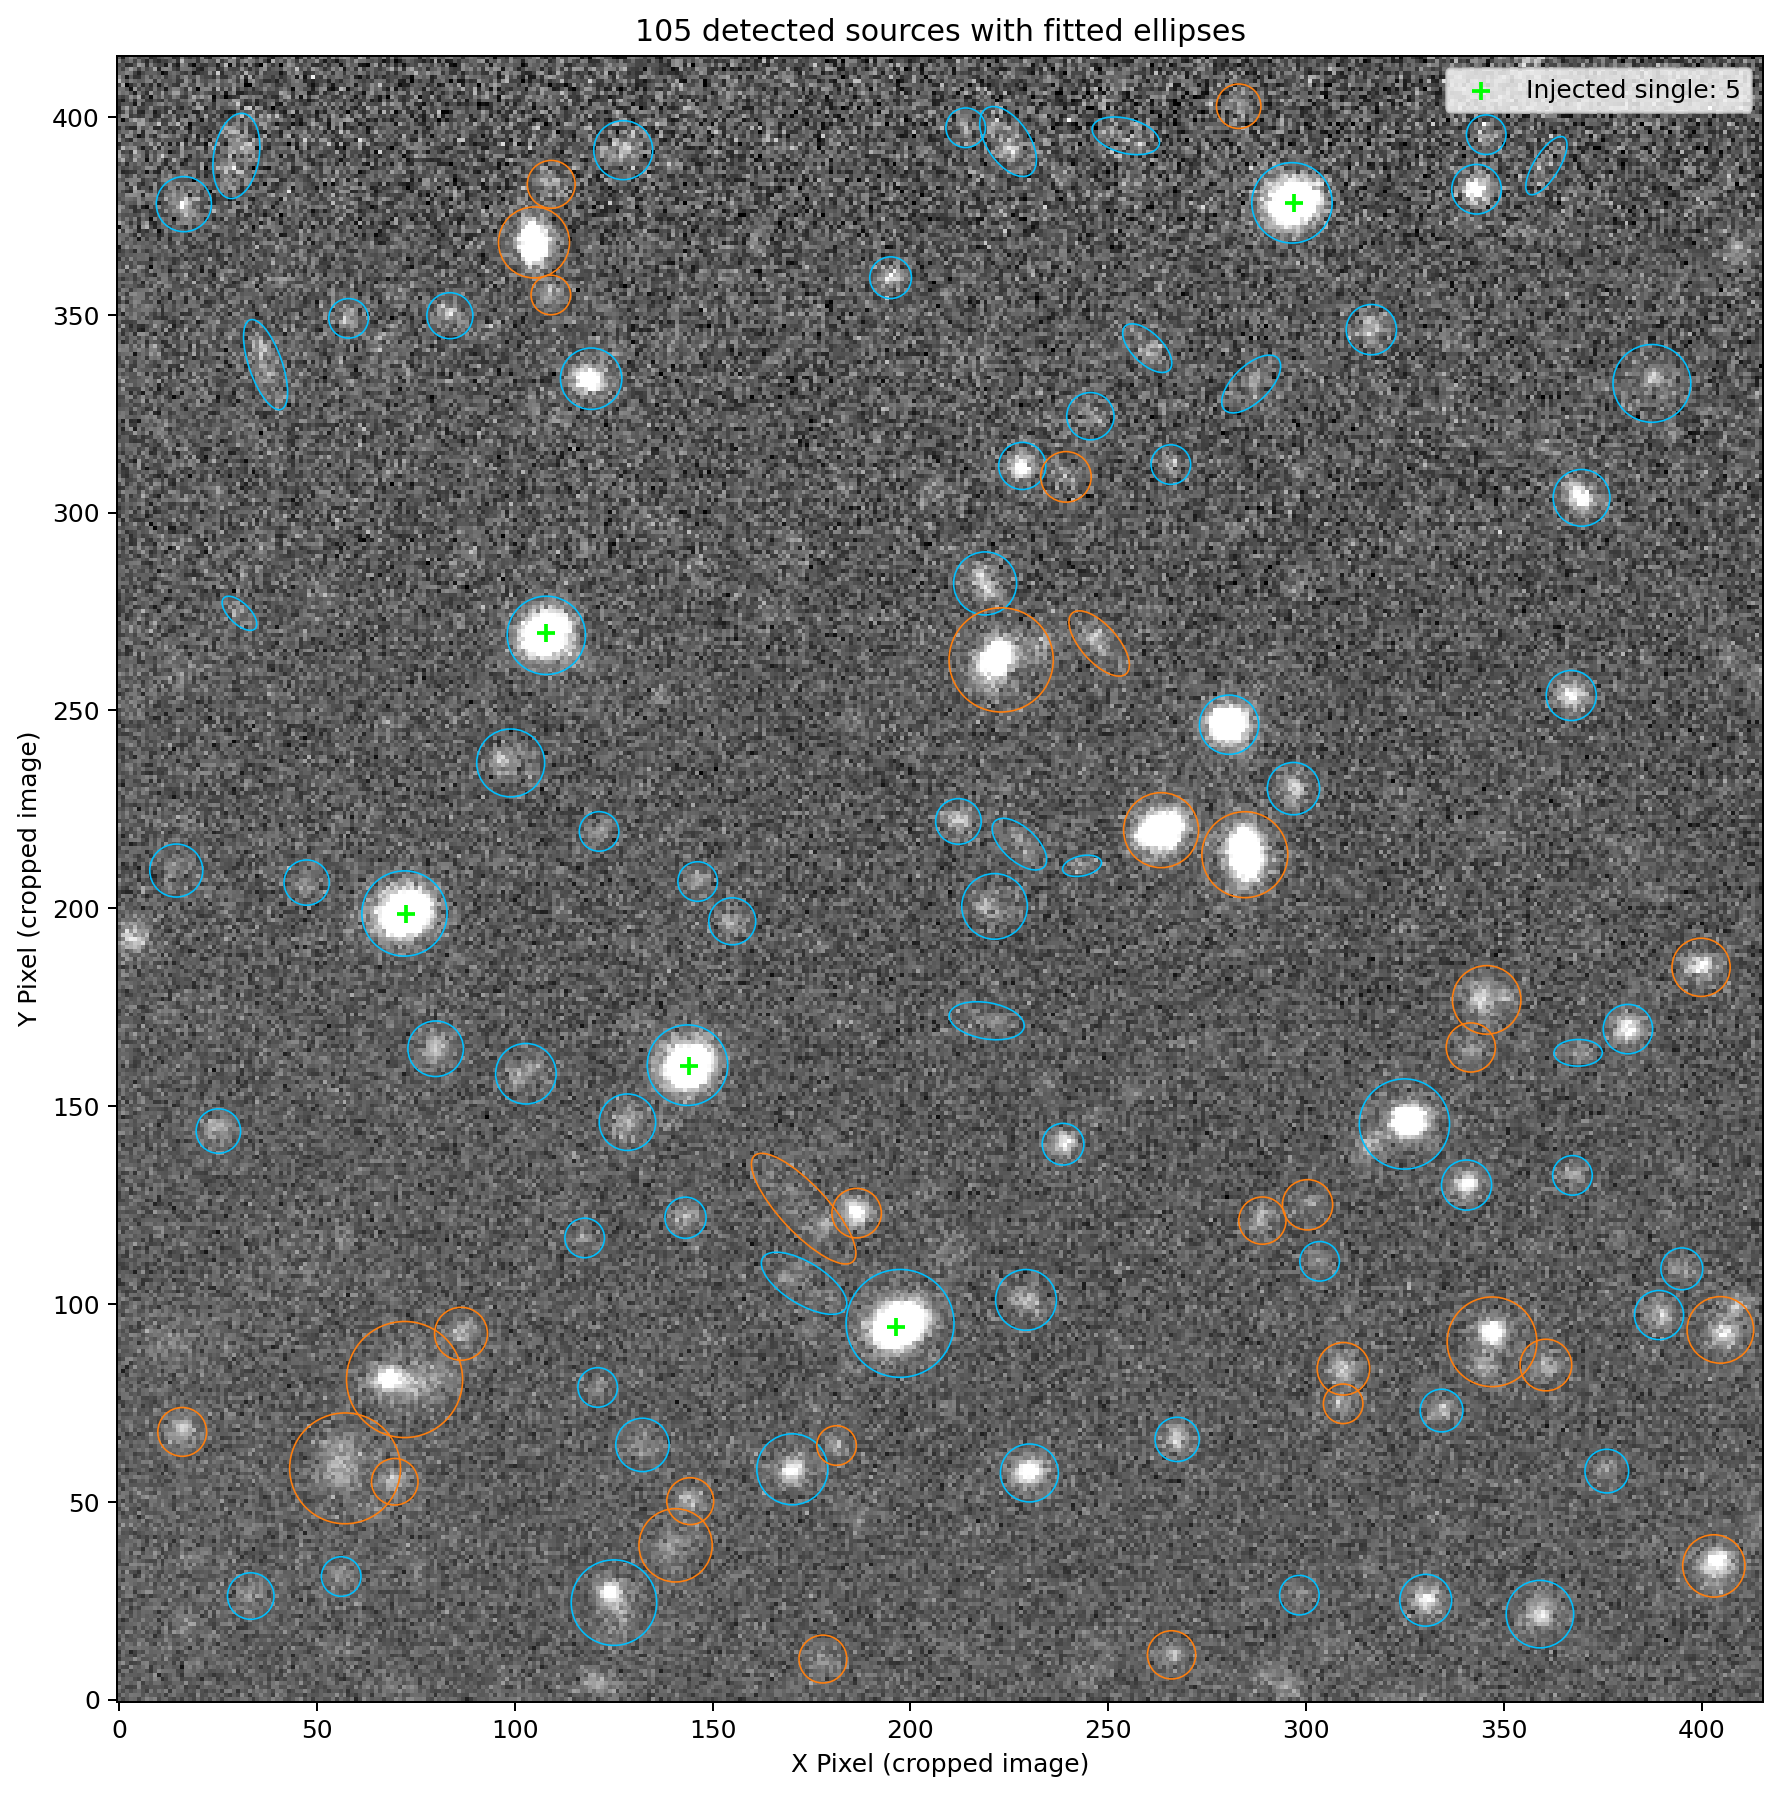 105 detected sources with fitted ellipses
Injected single: 5
400
350
300
250
200
150
100
50
0
Y Pixel (cropped image)
0 50 100 150 200 250 300 350 400
X Pixel (cropped image)